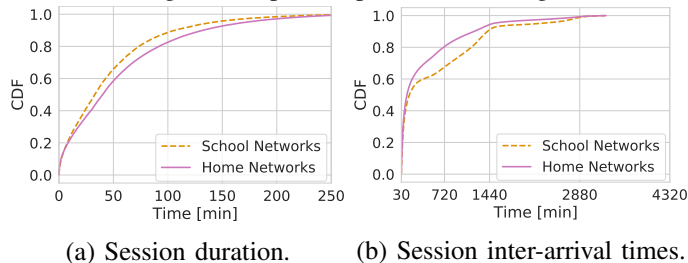 1.0
0.8
0.6
0.4
0.2
0.0
CDF
School Networks
Home Networks
0 50 100 150 200 250
Time [min]
1.0
0.8
0.6
0.4
0.2
0.0
CDF
School Networks
Home Networks
30 720 1440 2880 4320
Time [min]
(a) Session duration.
(b) Session inter-arrival times.